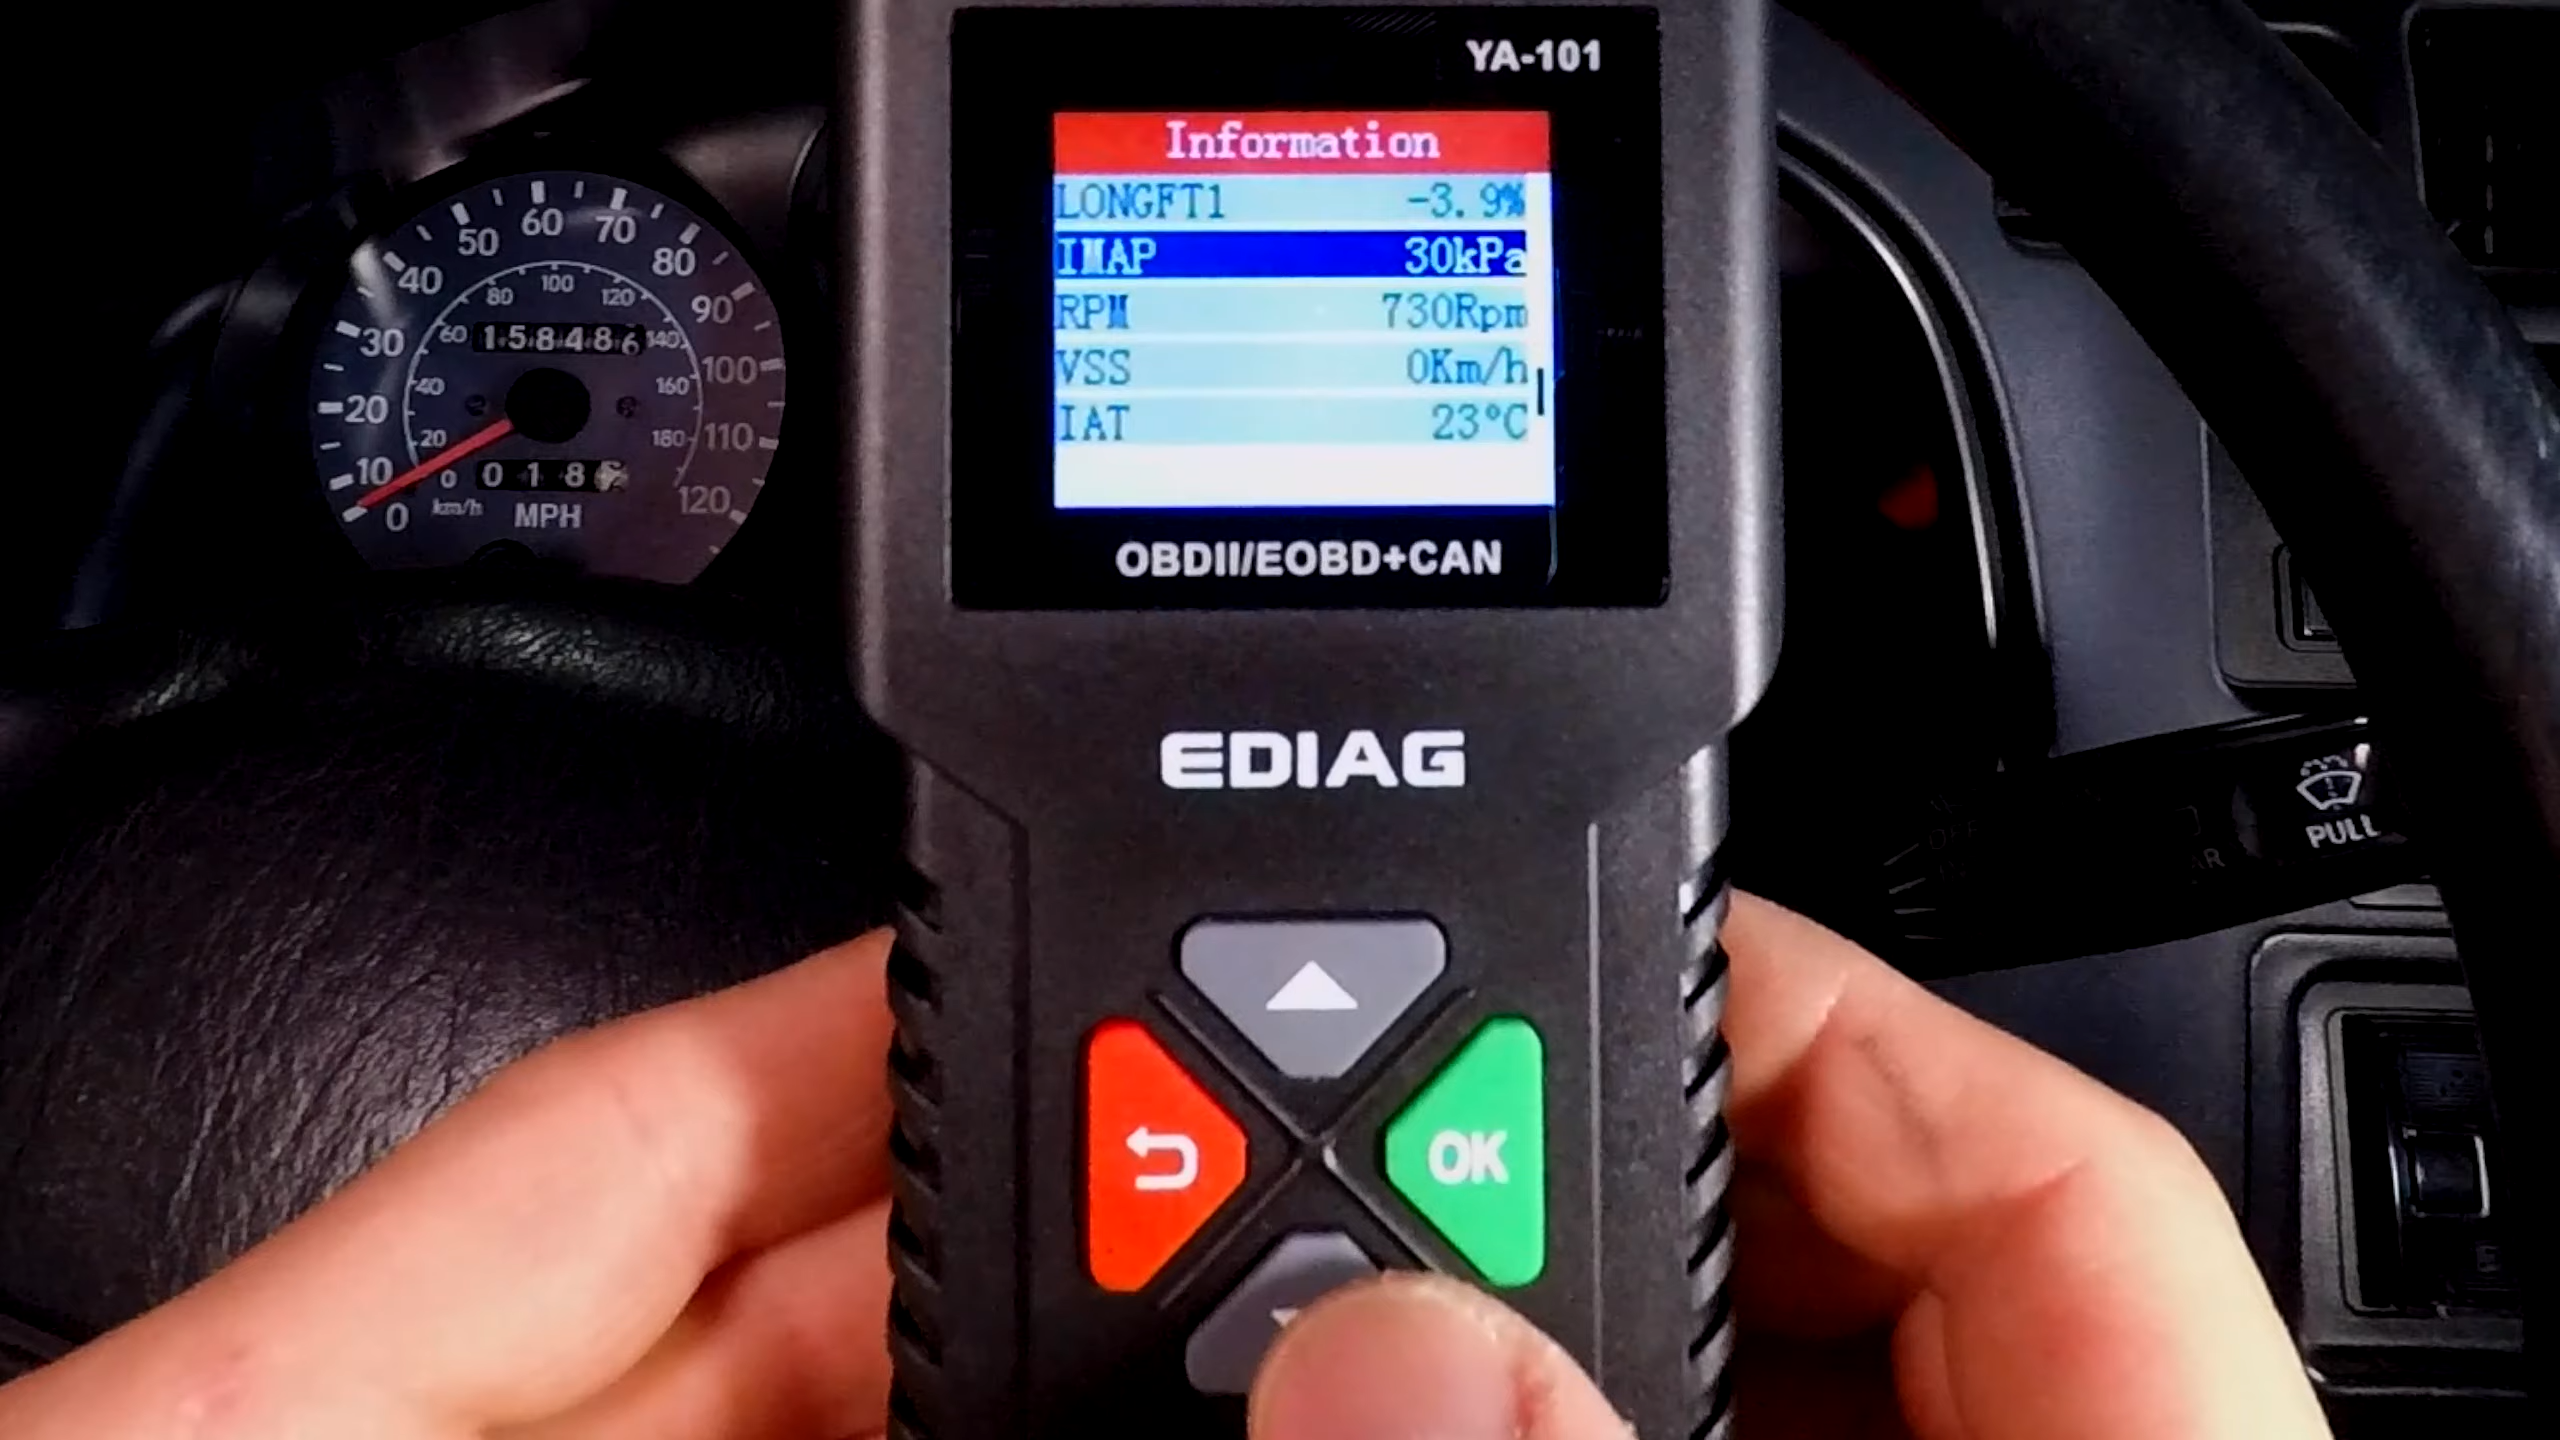 YA-101
Information
LONGFT1 -3.9%
IMAP 30kPa
RPM 730Rpm
VSS 0Km/h
IAT 23°C
OBDII/EOBD+CAN
EDIAG
OK
0 10 20 30 40 50 60 70 80 90 100 110 120
0 20 40 60 80 100 120 140 160 180
158486
018
km/h
MPH
PULL